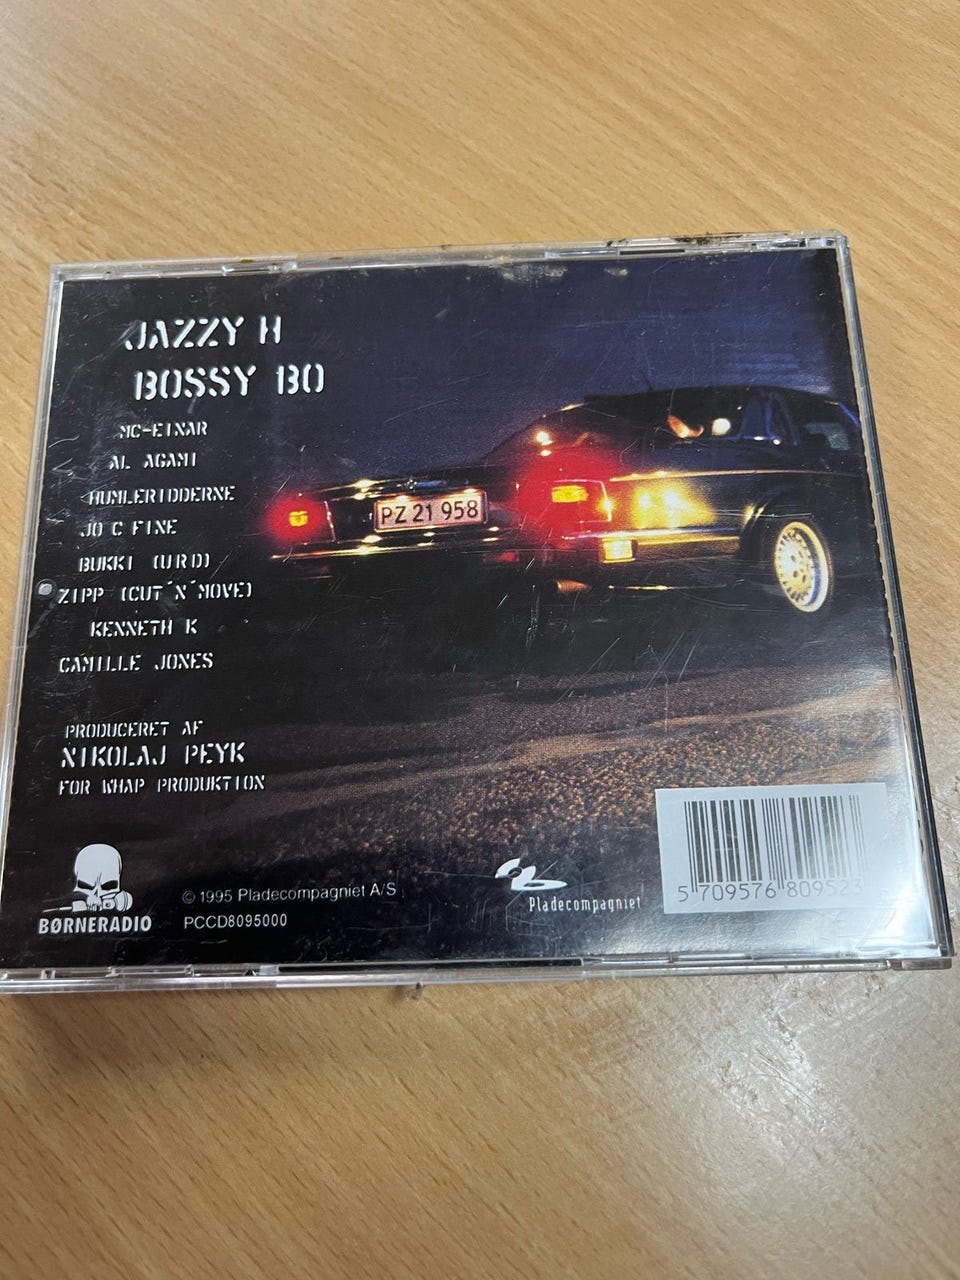 JAZZY H
BOSSY BO
MC-EINAR
AL AGAMI
HUMLERIDDERNE
JO C FINE
BUKKI (URD)
ZIPP (CUT´N´MOVE)
KENNETH K
CAMILLE JONES
PZ 21 958
PRODUCERET AF
NIKOLAJ PEYK
FOR WHAP PRODUKTION
BØRNERADIO
© 1995 Pladecompagniet A/S
PCCD8095000
Pladecompagniet
5 709576 809523